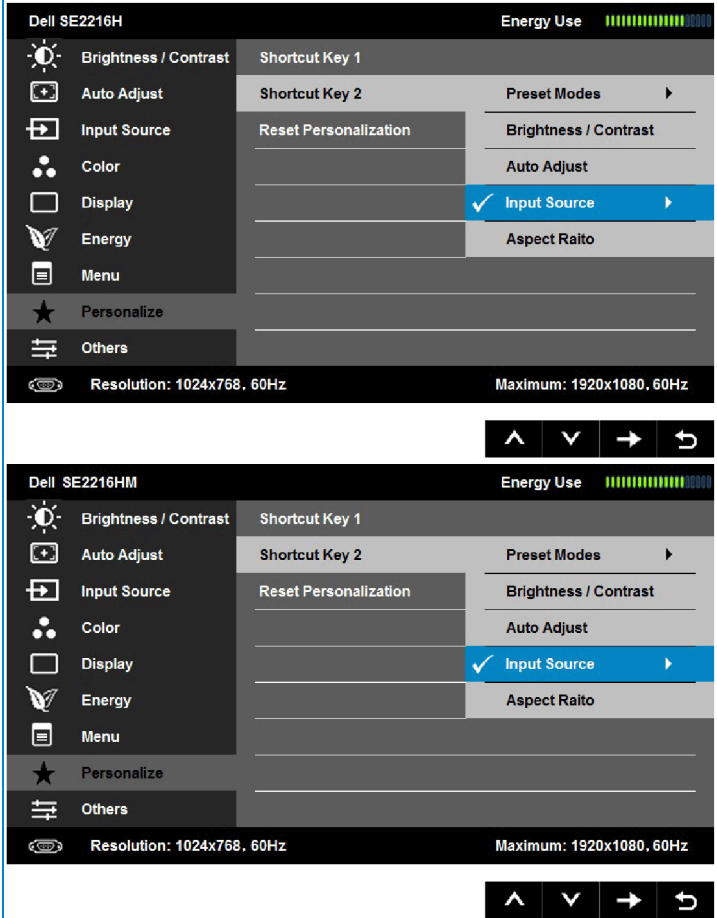 Dell SE2216H Energy Use
Brightness / Contrast Shortcut Key 1
Auto Adjust Shortcut Key 2 Preset Modes
Input Source Reset Personalization Brightness / Contrast
Color Auto Adjust
Display Input Source
Energy Aspect Raito
Menu
Personalize
Others
Resolution: 1024x768, 60Hz Maximum: 1920x1080, 60Hz
Dell SE2216HM Energy Use
Brightness / Contrast Shortcut Key 1
Auto Adjust Shortcut Key 2 Preset Modes
Input Source Reset Personalization Brightness / Contrast
Color Auto Adjust
Display Input Source
Energy Aspect Raito
Menu
Personalize
Others
Resolution: 1024x768, 60Hz Maximum: 1920x1080, 60Hz